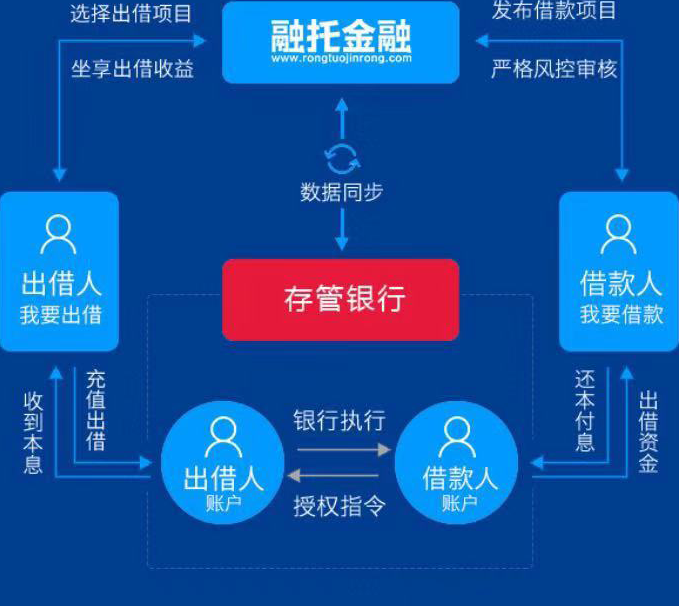 选择出借项目
坐享出借收益
融托金融
www.rongtuojinrong.com
发布借款项目
严格风控审核
数据同步
出借人
我要出借
存管银行
借款人
我要借款
收到本息
充值出借
出借人
账户
银行执行
授权指令
借款人
账户
还本付息
出借资金